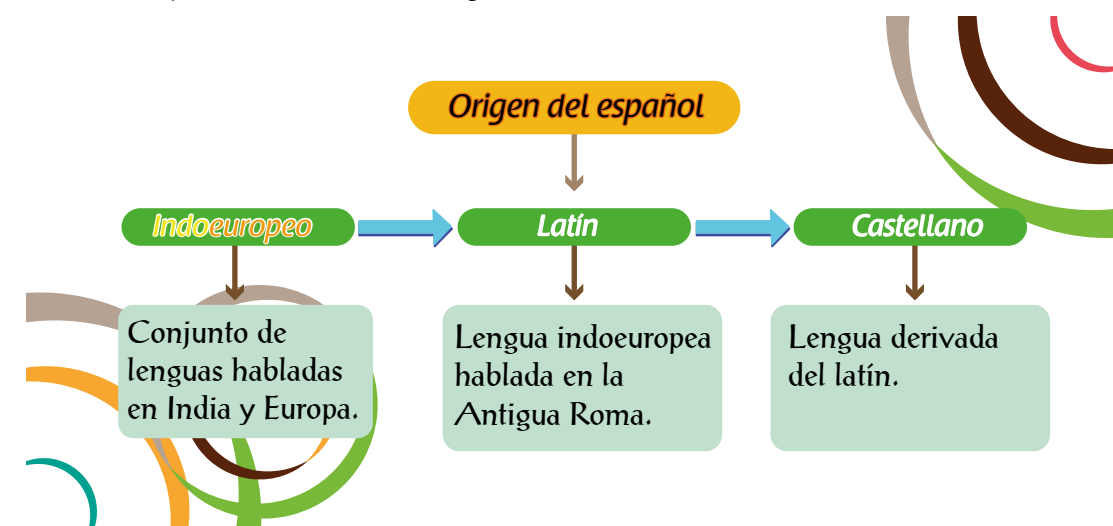 Origen del español
Indoeuropeo
Latín
Castellano
Conjunto de
lenguas habladas
en India y Europa.
Lengua indoeuropea
hablada en la
Antigua Roma.
Lengua derivada
del latín.